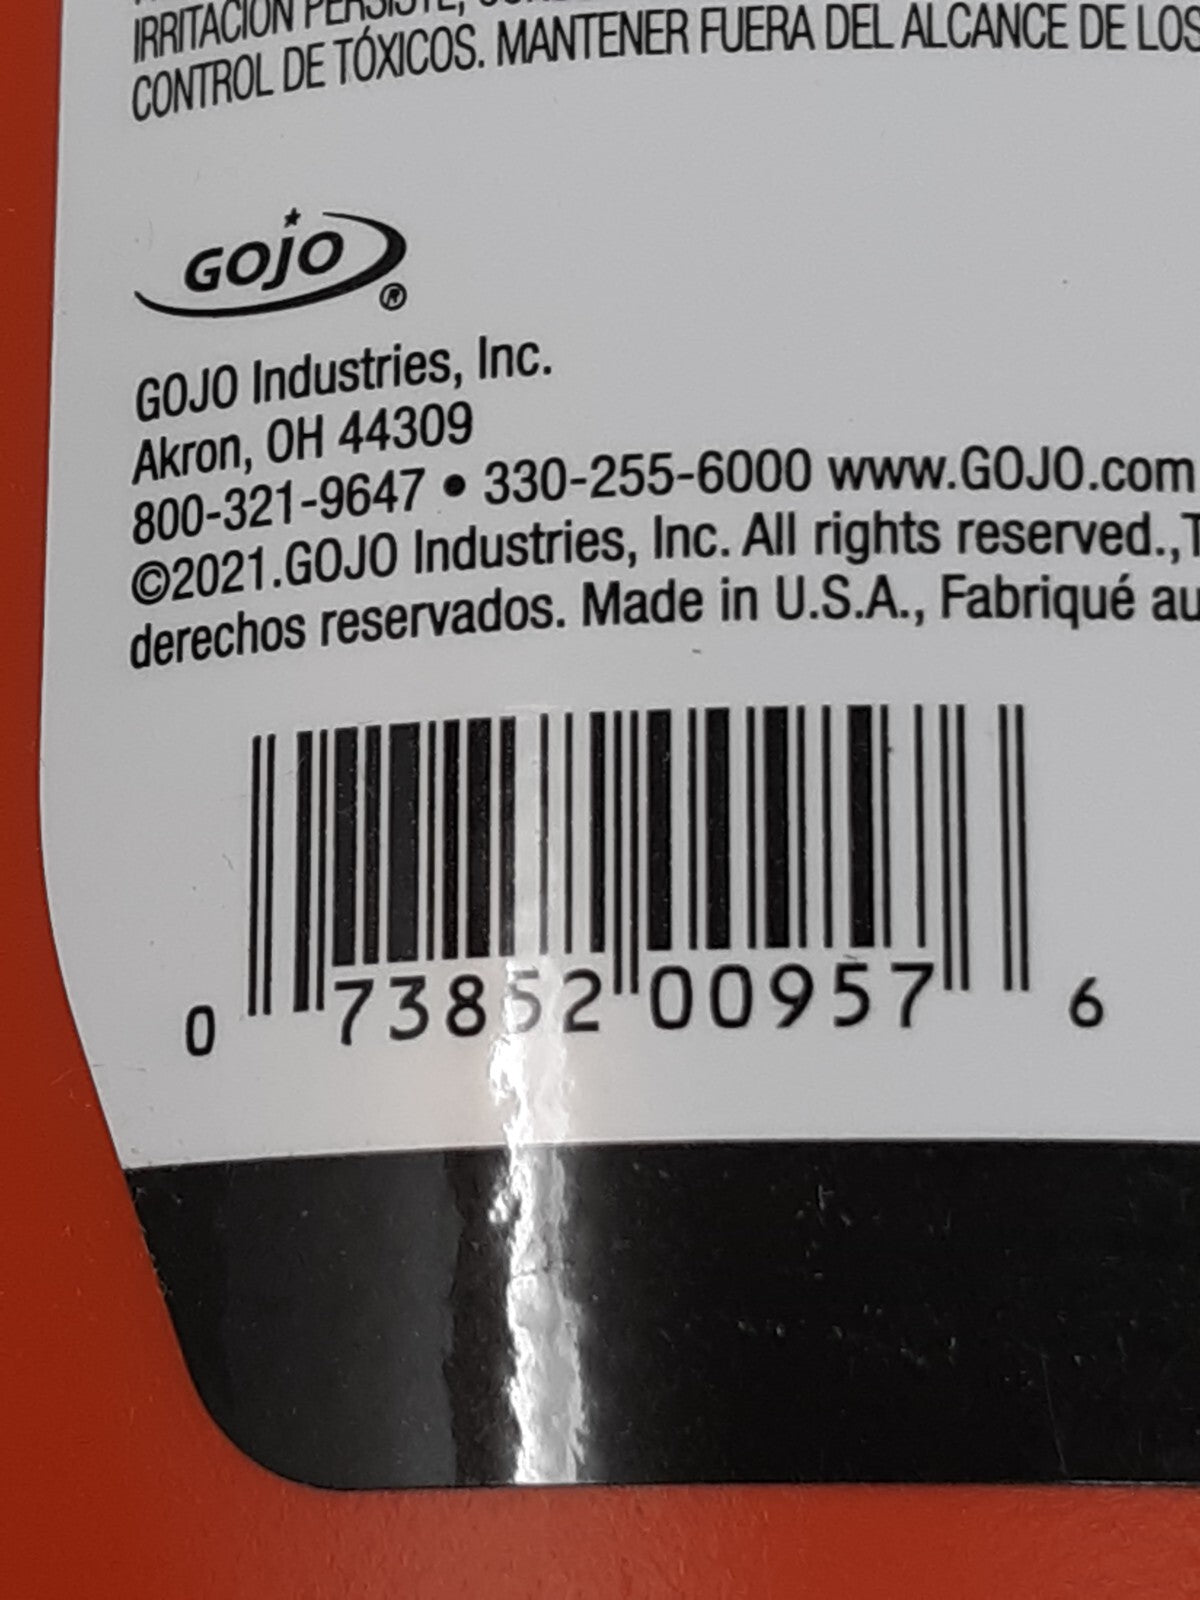 IRRITACIÓN PERSISTE,
CONTROL DE TÓXICOS. MANTENER FUERA DEL ALCANCE DE LOS
GOJO®
GOJO Industries, Inc.
Akron, OH 44309
800-321-9647 • 330-255-6000 www.GOJO.com
©2021.GOJO Industries, Inc. All rights reserved.,T
derechos reservados. Made in U.S.A., Fabriqué au
0 73852 00957 6